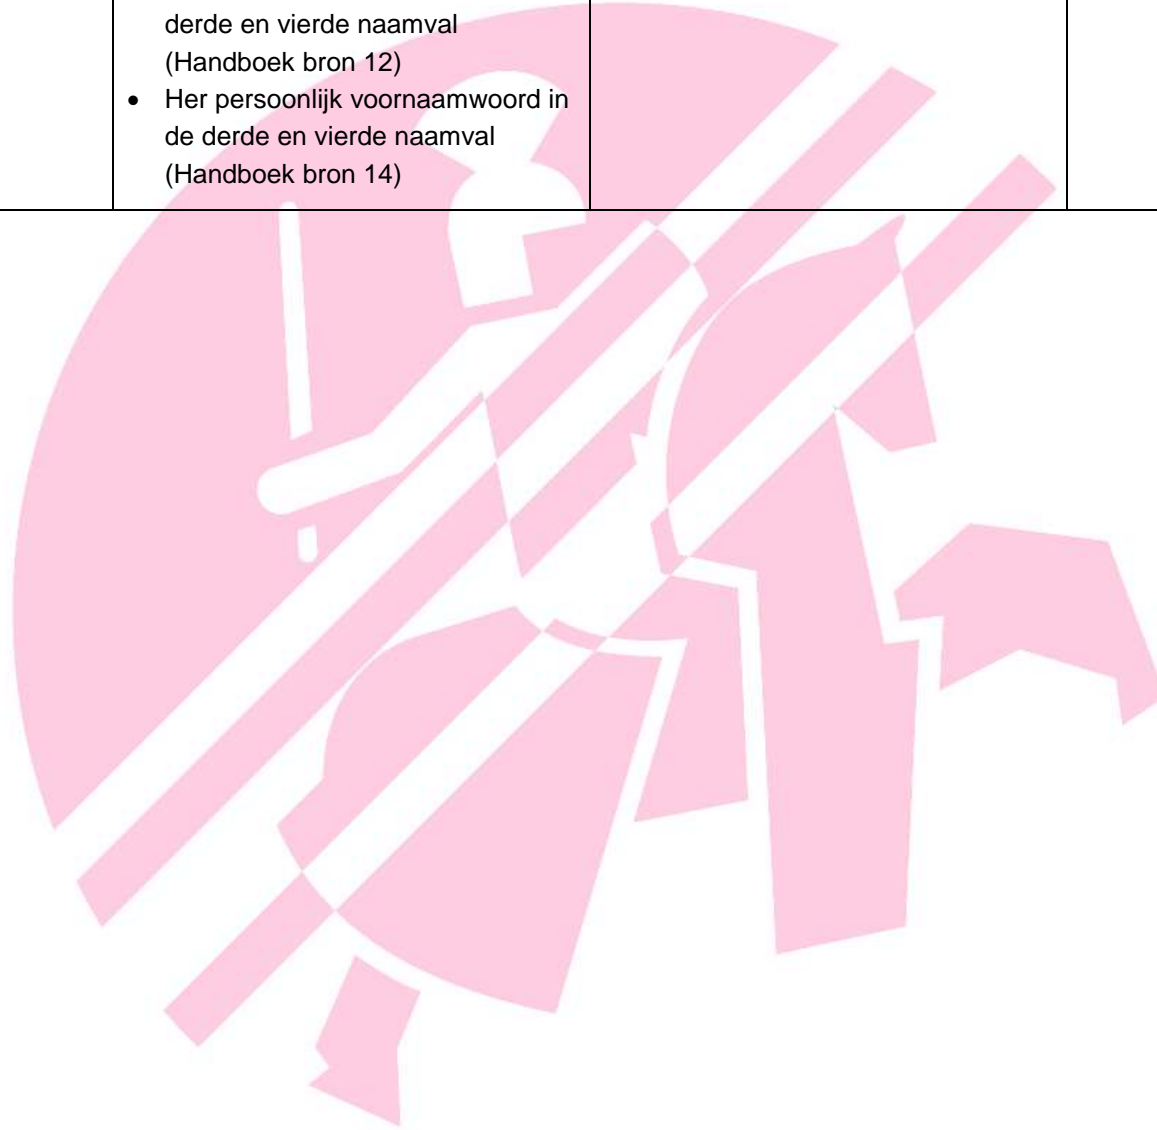 derde en vierde naamval
(Handboek bron 12)
• Her persoonlijk voornaamwoord in
de derde en vierde naamval
(Handboek bron 14)